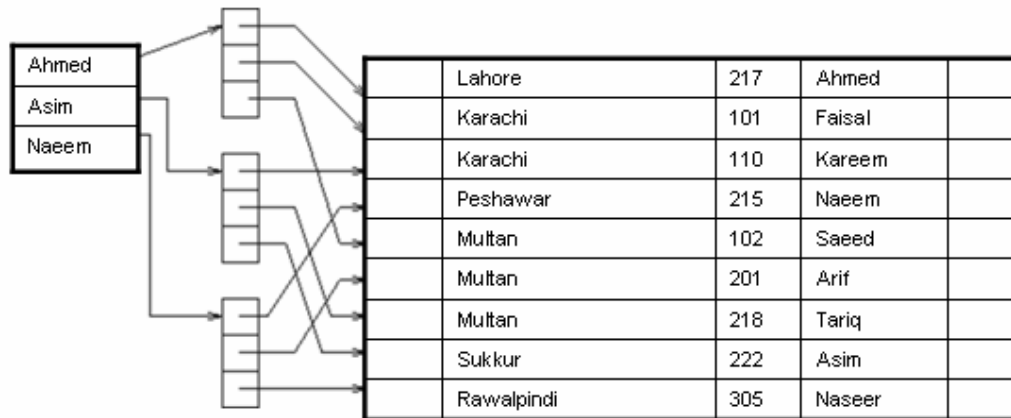 Ahmed
Asim
Naeem
Lahore 217 Ahmed
Karachi 101 Faisal
Karachi 110 Kareem
Peshawar 215 Naeem
Multan 102 Saeed
Multan 201 Arif
Multan 218 Tariq
Sukkur 222 Asim
Rawalpindi 305 Naseer